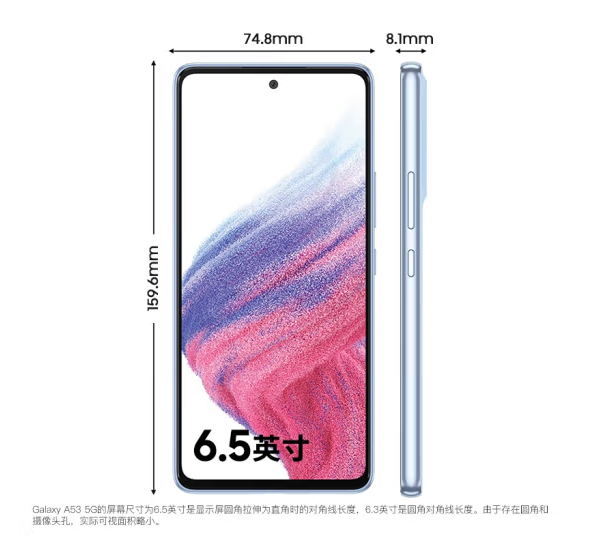 74.8mm
8.1mm
159.6mm
6.5英寸
Galaxy A53 5G的屏幕尺寸为6.5英寸是显示屏圆角拉伸为直角时的对角线长度，6.3英寸是圆角对角线长度。由于存在圆角和
摄像头孔，实际可视面积略小。